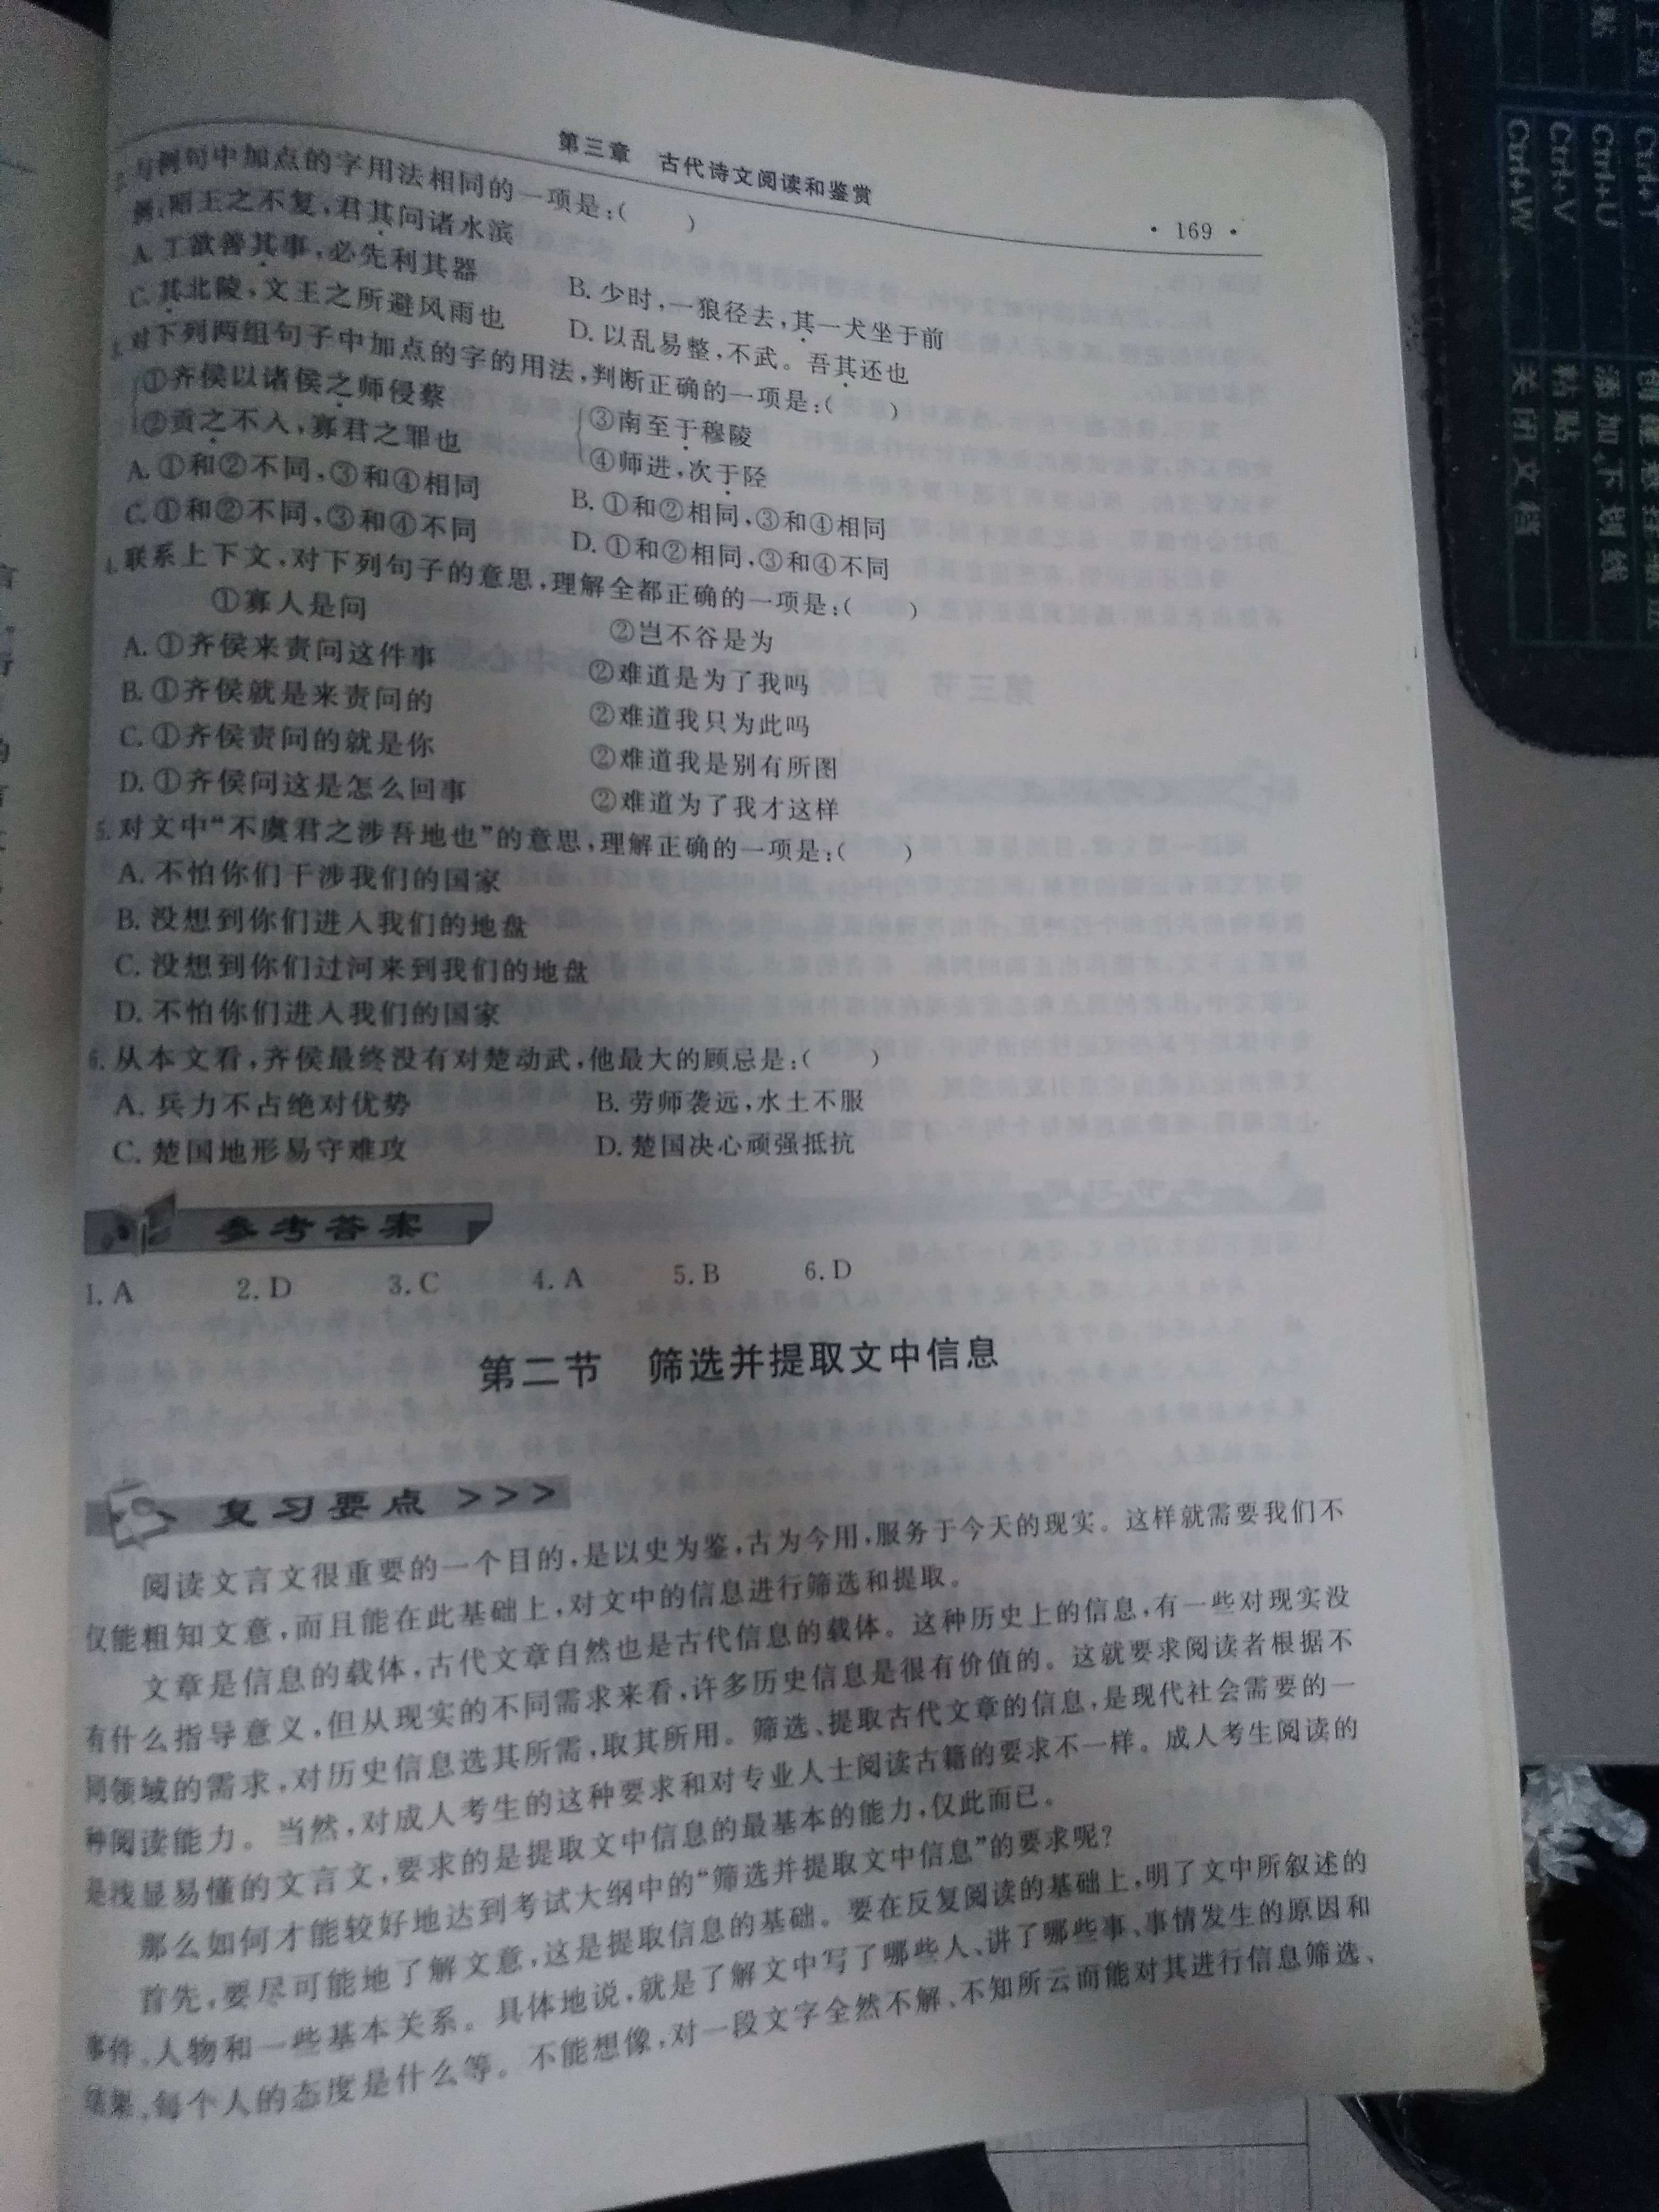 第三章 古代诗文阅读和鉴赏
· 169 ·
与例句中加点的字用法相同的一项是:( )
例:昭王之不复,君其问诸水滨
A. 工欲善其事,必先利其器
B. 少时,一狼径去,其一犬坐于前
C. 其北陵,文王之所避风雨也
D. 以乱易整,不武。吾其还也
3. 对下列两组句子中加点的字的用法,判断正确的一项是:( )
①齐侯以诸侯之师侵蔡
③南至于穆陵
②贡之不入,寡君之罪也
④师进,次于陉
A. ①和②不同,③和④相同
B. ①和②相同,③和④相同
C. ①和②不同,③和④不同
D. ①和②相同,③和④不同
4. 联系上下文,对下列句子的意思,理解全都正确的一项是:( )
①寡人是问
②岂不谷是为
A. ①齐侯来责问这件事
②难道是为了我吗
B. ①齐侯就是来责问的
②难道我只为此吗
C. ①齐侯责问的就是你
②难道我是别有所图
D. ①齐侯问这是怎么回事
②难道为了我才这样
5. 对文中“不虞君之涉吾地也”的意思,理解正确的一项是:( )
A. 不怕你们干涉我们的国家
B. 没想到你们进入我们的地盘
C. 没想到你们过河来到我们的地盘
D. 不怕你们进入我们的国家
6. 从本文看,齐侯最终没有对楚动武,他最大的顾忌是:( )
A. 兵力不占绝对优势
B. 劳师袭远,水土不服
C. 楚国地形易守难攻
D. 楚国决心顽强抵抗
参考答案
1. A 2. D 3. C 4. A 5. B 6. D
第二节 筛选并提取文中信息
复习要点 >>>
阅读文言文很重要的一个目的,是以史为鉴,古为今用,服务于今天的现实。这样就需要我们不
仅能粗知文意,而且能在此基础上,对文中的信息进行筛选和提取。
文章是信息的载体,古代文章自然也是古代信息的载体。这种历史上的信息,有一些对现实没
有什么指导意义,但从现实的不同需求来看,许多历史信息是很有价值的。这就要求阅读者根据不
同领域的需求,对历史信息选其所需,取其所用。筛选、提取古代文章的信息,是现代社会需要的一
种阅读能力。当然,对成人考生的这种要求和对专业人士阅读古籍的要求不一样。成人考生阅读的
是浅显易懂的文言文,要求的是提取文中信息的最基本的能力,仅此而已。
那么如何才能较好地达到考试大纲中的“筛选并提取文中信息”的要求呢?
首先,要尽可能地了解文意,这是提取信息的基础。要在反复阅读的基础上,明了文中所叙述的
事件、人物和一些基本关系。具体地说,就是了解文中写了哪些人、讲了哪些事、事情发生的原因和
结果、每个人的态度是什么等。不能想像,对一段文字全然不解、不知所云而能对其进行信息筛选、
Ctrl+U
添加下划线
Ctrl+V
粘贴
Ctrl+W
关闭文档